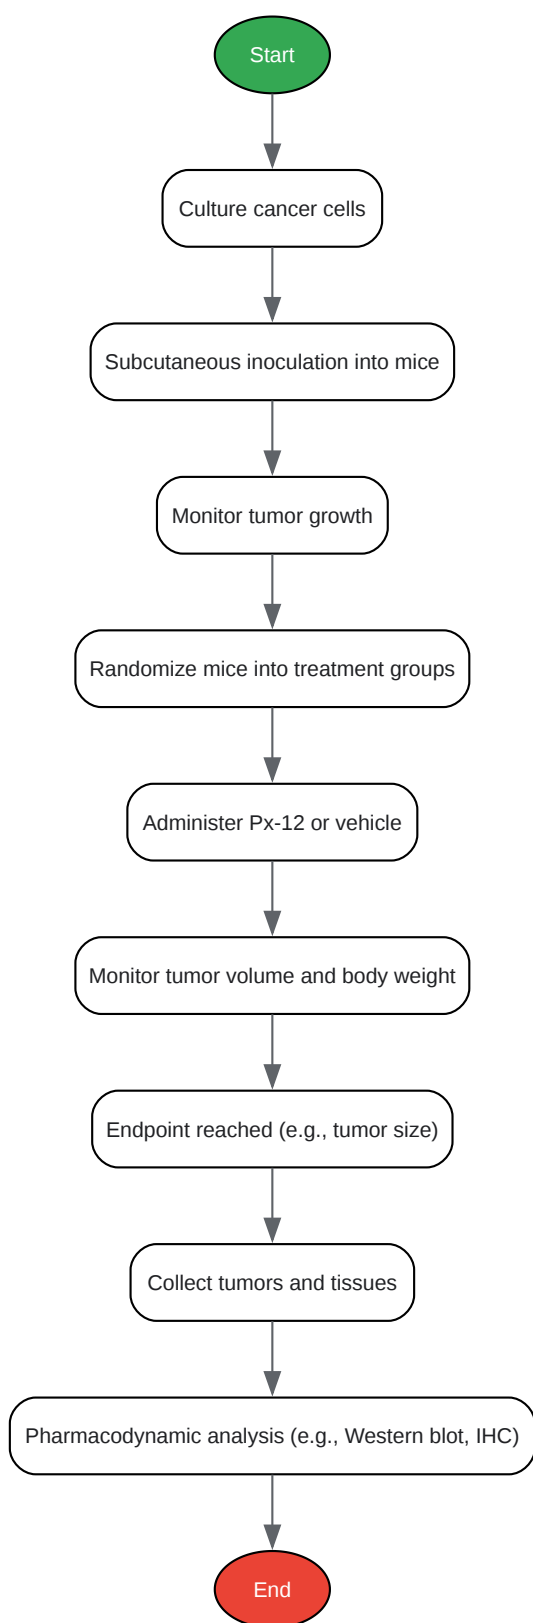 Start
Culture cancer cells
Subcutaneous inoculation into mice
Monitor tumor growth
Randomize mice into treatment groups
Administer Px-12 or vehicle
Monitor tumor volume and body weight
Endpoint reached (e.g., tumor size)
Collect tumors and tissues
Pharmacodynamic analysis (e.g., Western blot, IHC)
End